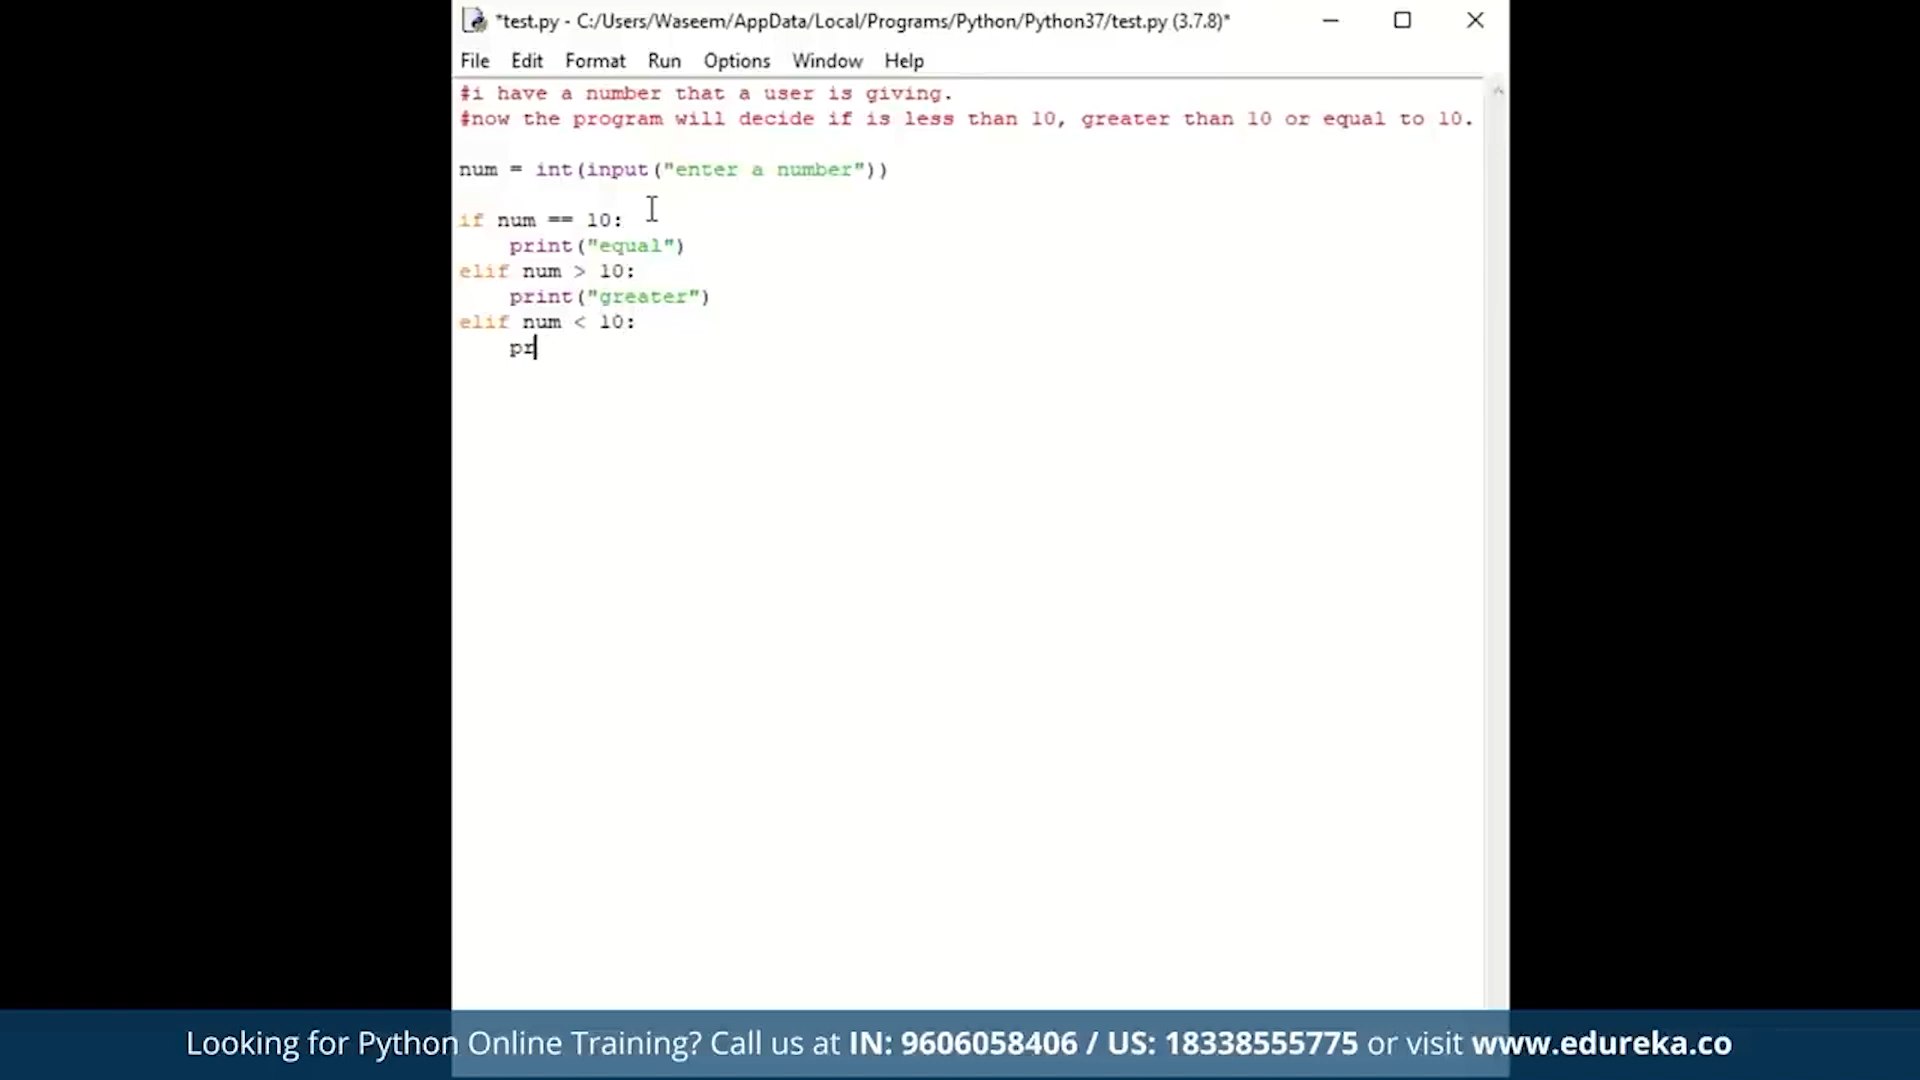 *test.py - C:/Users/Waseem/AppData/Local/Programs/Python/Python37/test.py (3.7.8)*
File Edit Format Run Options Window Help
#i have a number that a user is giving.
#now the program will decide if is less than 10, greater than 10 or equal to 10.
num = int(input("enter a number"))
if num == 10:
    print("equal")
elif num > 10:
    print("greater")
elif num < 10:
    pr
Looking for Python Online Training? Call us at IN: 9606058406 / US: 18338555775 or visit www.edureka.co